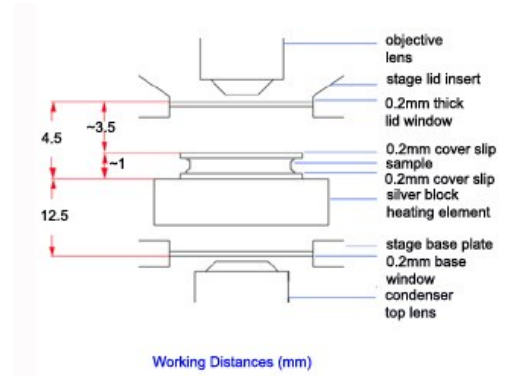 objective
lens
stage lid insert
0.2mm thick
lid window
~3.5
4.5
0.2mm cover slip
sample
~1
0.2mm cover slip
silver block
heating element
12.5
stage base plate
0.2mm base
window
condenser
top lens
Working Distances (mm)